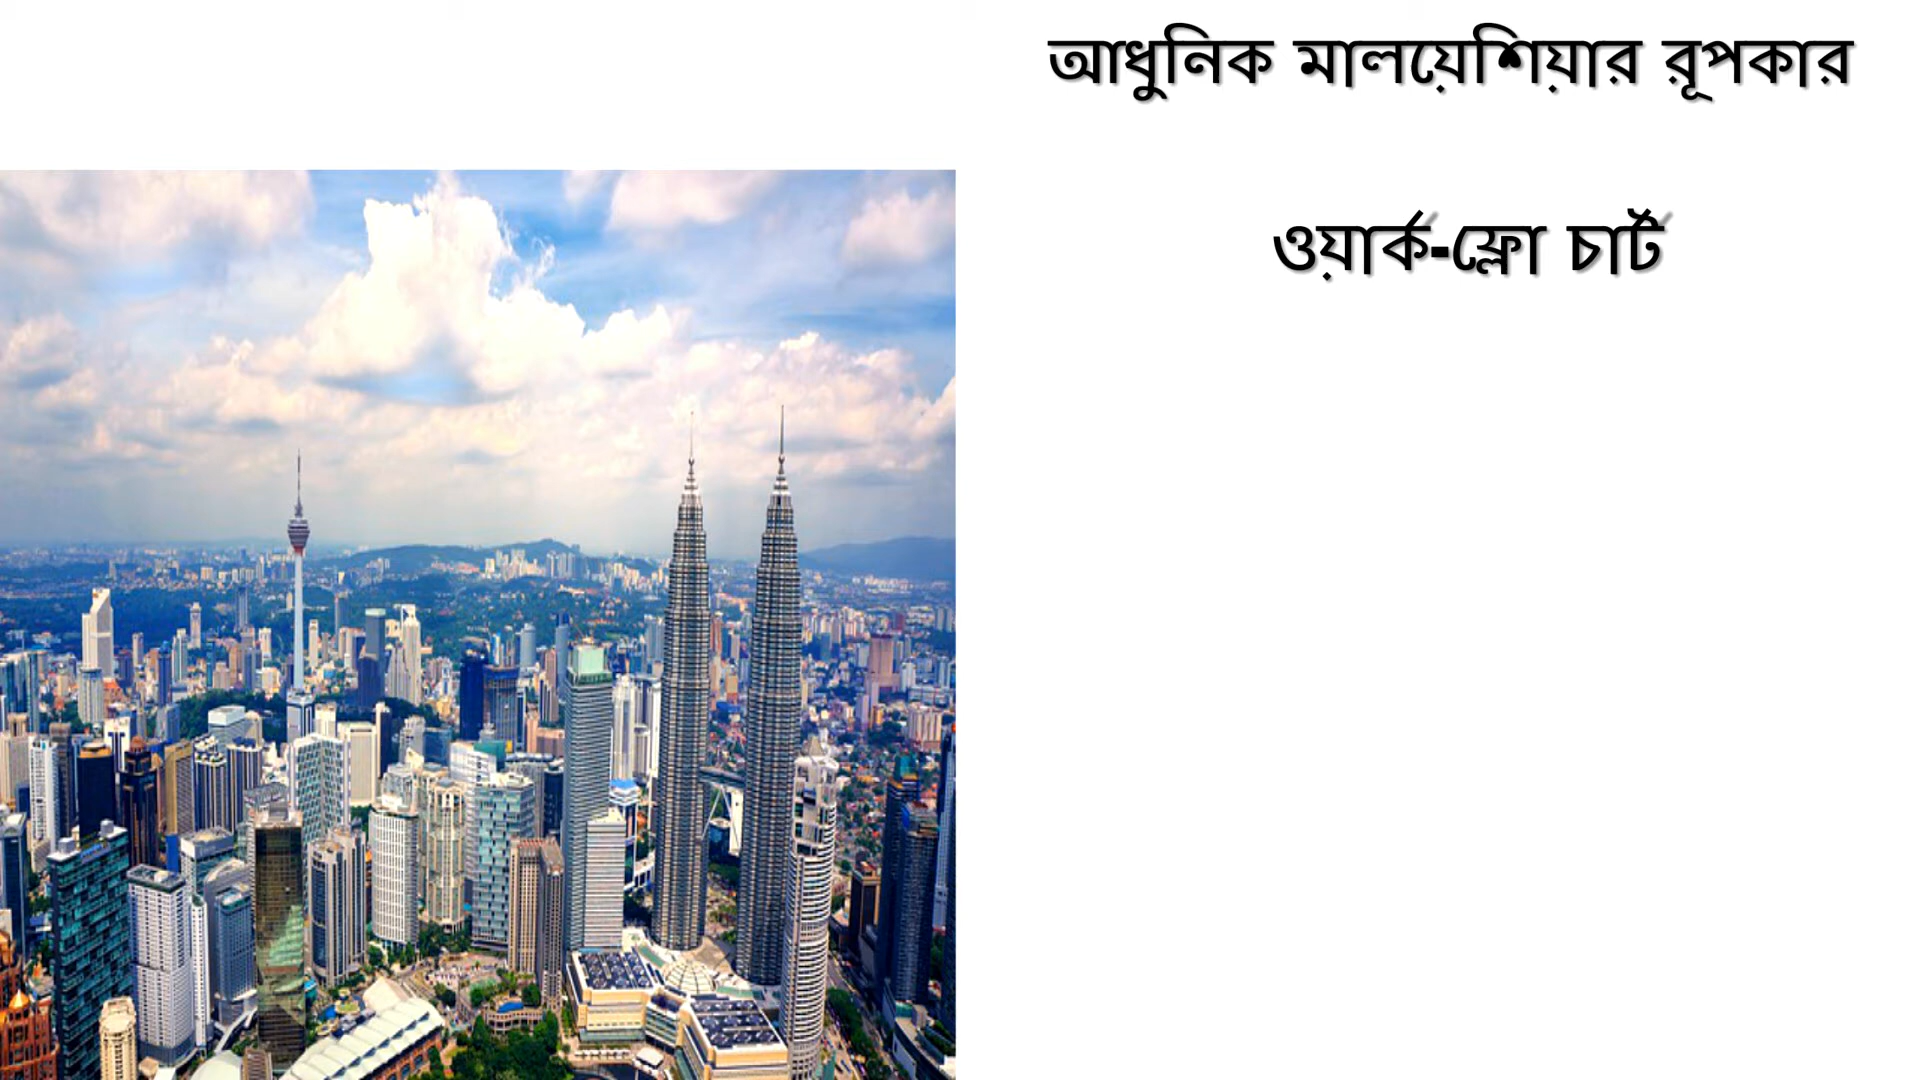 আধুনিক মালয়েশিয়ার রূপকার
ওয়ার্ক-ফ্লো চার্ট